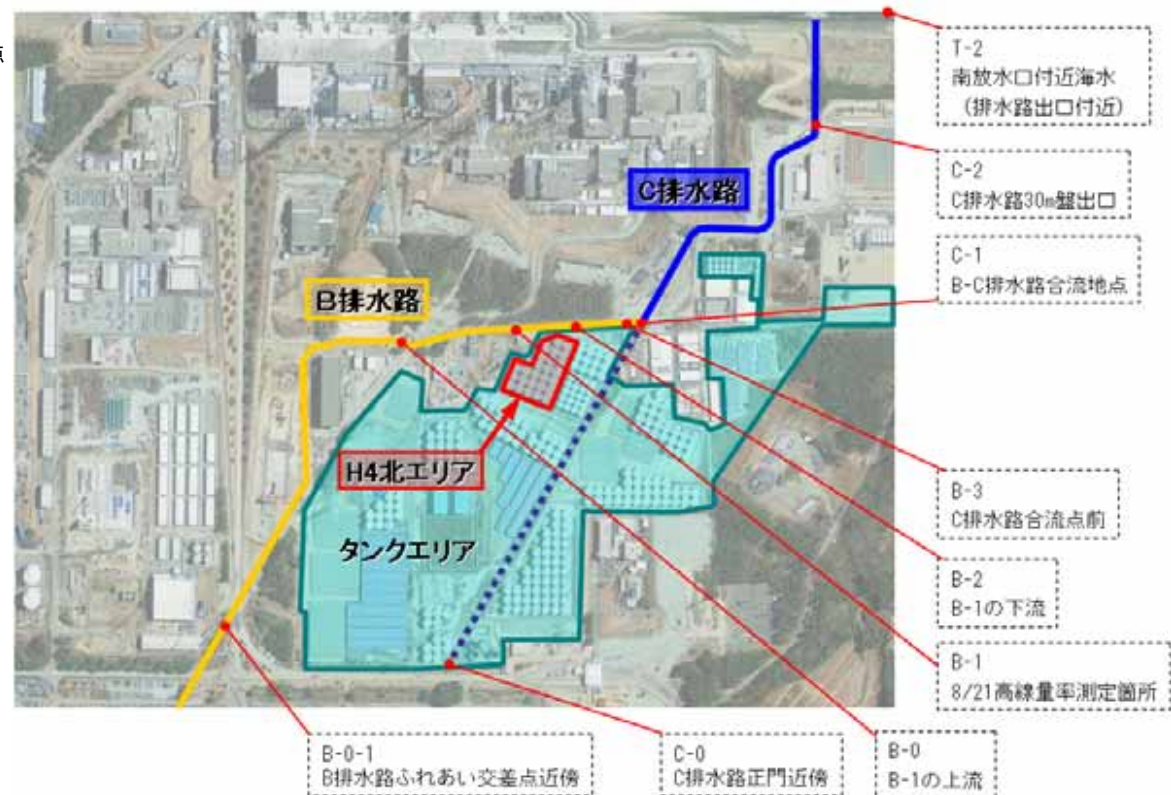 点
T-2
南放水口付近海水
（排水路出口付近）
C-2
C排水路30m盤出口
C排水路
C-1
B-C排水路合流地点
B排水路
H4北エリア
タンクエリア
B-3
C排水路合流点前
B-2
B-1の下流
B-1
8/21高線量率測定箇所
B-0-1
B排水路ふれあい交差点近傍
C-0
C排水路正門近傍
B-0
B-1の上流